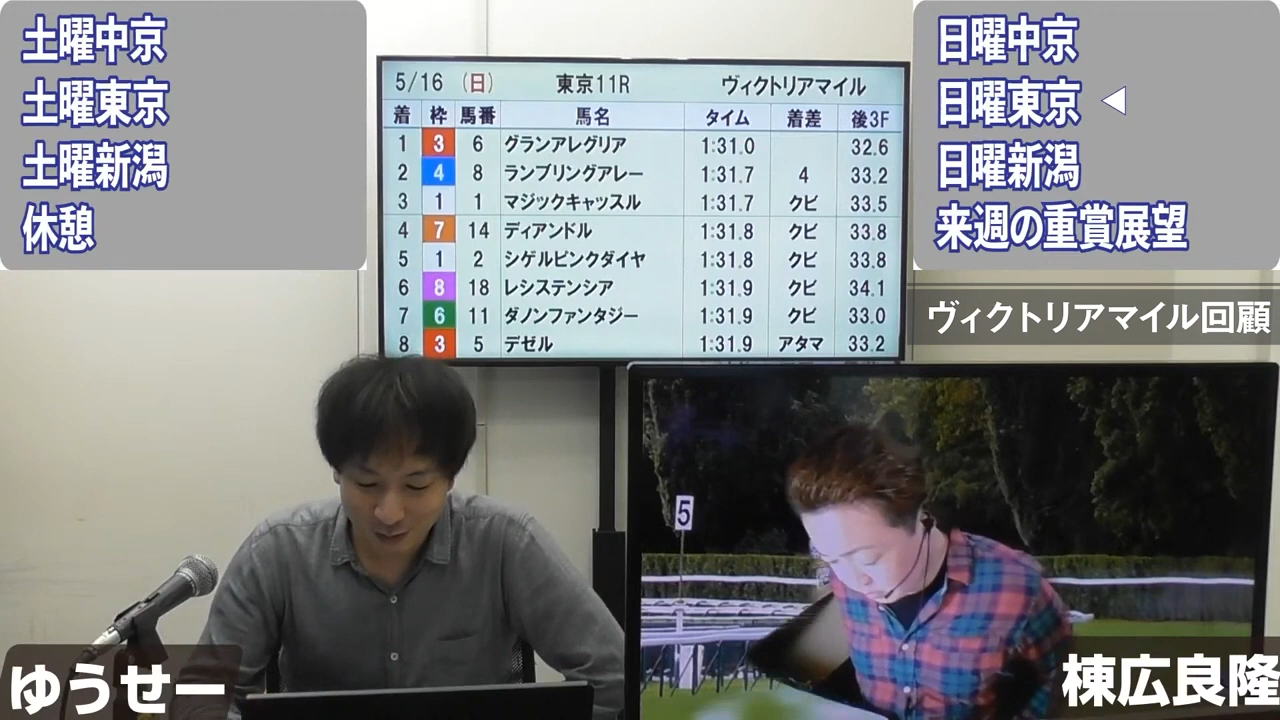 土曜中京
土曜東京
土曜新潟
休憩
5/16 (日) 東京11R ヴィクトリアマイル
着 枠 馬番 馬名 タイム 着差 後3F
1 3 6 グランアレグリア 1:31.0 32.6
2 4 8 ランブリングアレー 1:31.7 4 33.2
3 1 1 マジックキャッスル 1:31.7 クビ 33.5
4 7 14 ディアンドル 1:31.8 クビ 33.8
5 1 2 シゲルピンクダイヤ 1:31.8 クビ 33.8
6 8 18 レシステンシア 1:31.9 クビ 34.1
7 6 11 ダノンファンタジー 1:31.9 クビ 33.0
8 3 5 デゼル 1:31.9 アタマ 33.2
日曜中京
日曜東京 ◁
日曜新潟
来週の重賞展望
ヴィクトリアマイル回顧
5
ゆうせー
棟広良隆